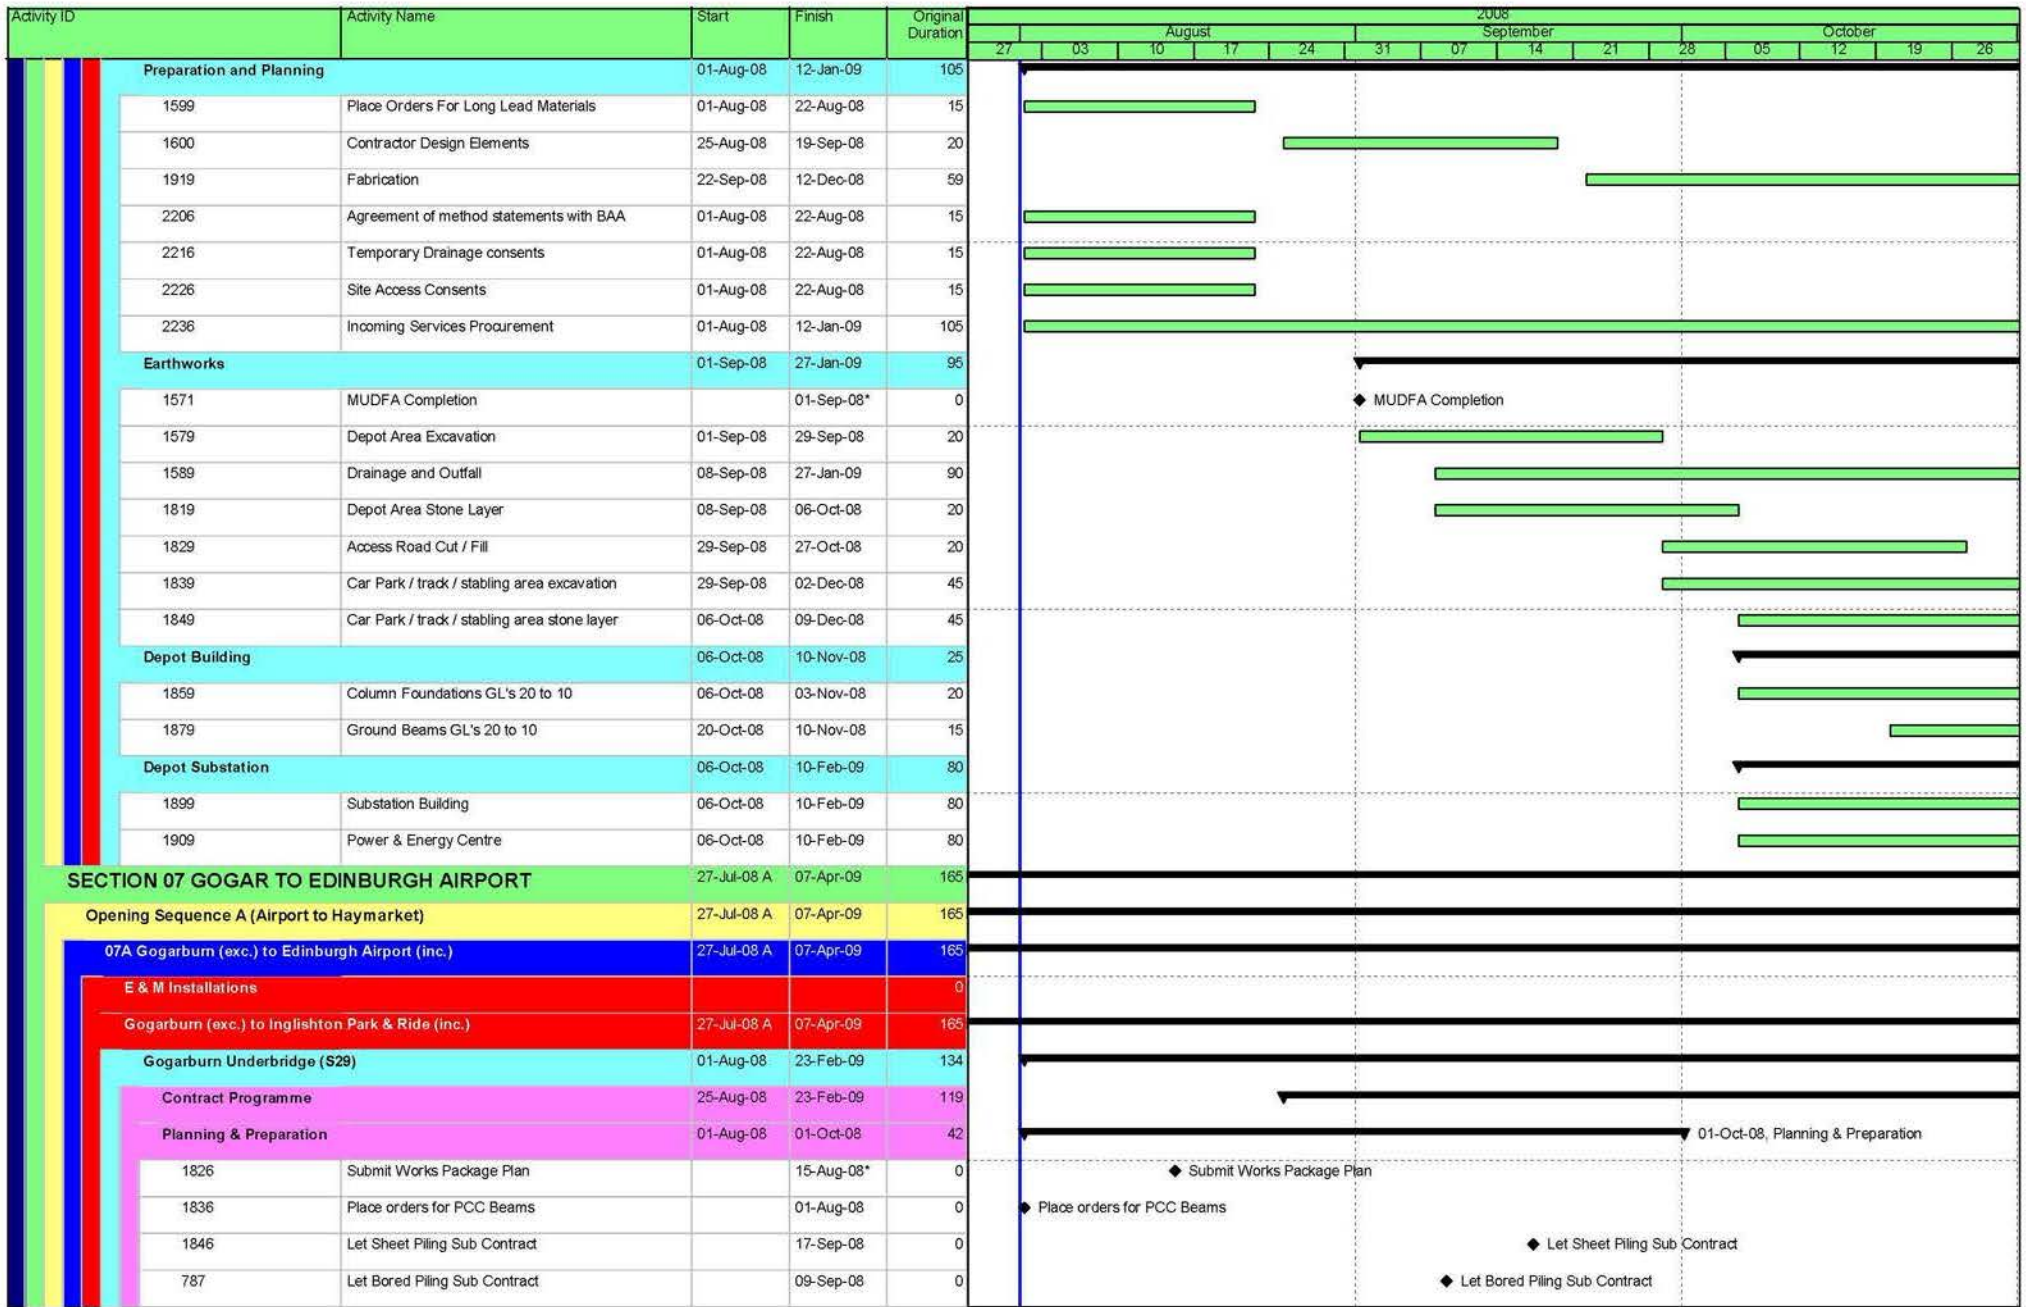 Activity ID Activity Name Start Finish Original Duration 2008
August September October
27 03 10 17 24 31 07 14 21 28 05 12 19 26
Preparation and Planning 01-Aug-08 12-Jan-09 105
1599 Place Orders For Long Lead Materials 01-Aug-08 22-Aug-08 15
1600 Contractor Design Elements 25-Aug-08 19-Sep-08 20
1919 Fabrication 22-Sep-08 12-Dec-08 59
2206 Agreement of method statements with BAA 01-Aug-08 22-Aug-08 15
2216 Temporary Drainage consents 01-Aug-08 22-Aug-08 15
2226 Site Access Consents 01-Aug-08 22-Aug-08 15
2236 Incoming Services Procurement 01-Aug-08 12-Jan-09 105
Earthworks 01-Sep-08 27-Jan-09 95
1571 MUDFA Completion 01-Sep-08* 0 MUDFA Completion
1579 Depot Area Excavation 01-Sep-08 29-Sep-08 20
1589 Drainage and Outfall 08-Sep-08 27-Jan-09 90
1819 Depot Area Stone Layer 08-Sep-08 06-Oct-08 20
1829 Access Road Cut / Fill 29-Sep-08 27-Oct-08 20
1839 Car Park / track / stabling area excavation 29-Sep-08 02-Dec-08 45
1849 Car Park / track / stabling area stone layer 06-Oct-08 09-Dec-08 45
Depot Building 06-Oct-08 10-Nov-08 25
1859 Column Foundations GL's 20 to 10 06-Oct-08 03-Nov-08 20
1879 Ground Beams GL's 20 to 10 20-Oct-08 10-Nov-08 15
Depot Substation 06-Oct-08 10-Feb-09 80
1899 Substation Building 06-Oct-08 10-Feb-09 80
1909 Power & Energy Centre 06-Oct-08 10-Feb-09 80
SECTION 07 GOGAR TO EDINBURGH AIRPORT 27-Jul-08 A 07-Apr-09 165
Opening Sequence A (Airport to Haymarket) 27-Jul-08 A 07-Apr-09 165
07A Gogarburn (exc.) to Edinburgh Airport (inc.) 27-Jul-08 A 07-Apr-09 165
E & M Installations 0
Gogarburn (exc.) to Inglishton Park & Ride (inc.) 27-Jul-08 A 07-Apr-09 165
Gogarburn Underbridge (S29) 01-Aug-08 23-Feb-09 134
Contract Programme 25-Aug-08 23-Feb-09 119
Planning & Preparation 01-Aug-08 01-Oct-08 42 01-Oct-08, Planning & Preparation
1826 Submit Works Package Plan 15-Aug-08* 0 Submit Works Package Plan
1836 Place orders for PCC Beams 01-Aug-08 0 Place orders for PCC Beams
1846 Let Sheet Piling Sub Contract 17-Sep-08 0 Let Sheet Piling Sub Contract
787 Let Bored Piling Sub Contract 09-Sep-08 0 Let Bored Piling Sub Contract